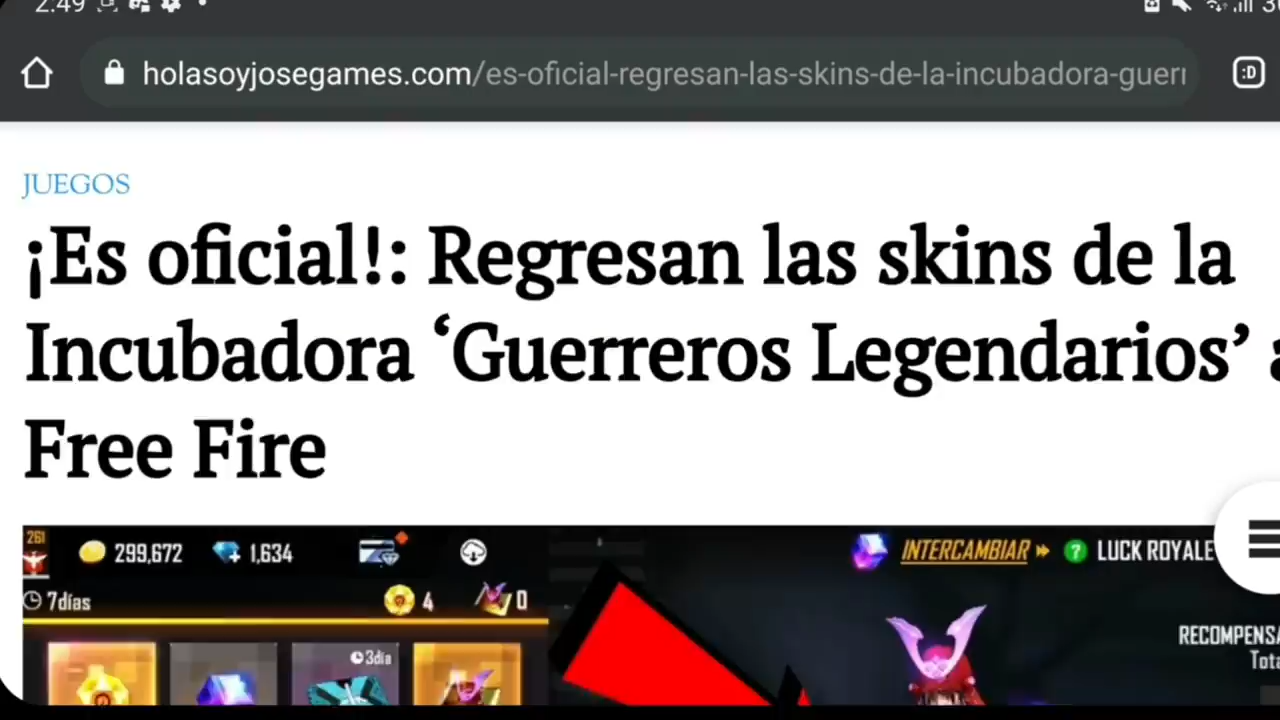 2:49
holasoyjosegames.com/es-oficial-regresan-las-skins-de-la-incubadora-guerr
:D
JUEGOS
¡Es oficial!: Regresan las skins de la
Incubadora ‘Guerreros Legendarios’ a
Free Fire
261 299,672 1,634 INTERCAMBIAR ? LUCK ROYALE
7días 4 0
RECOMPENSA
3día
Tota